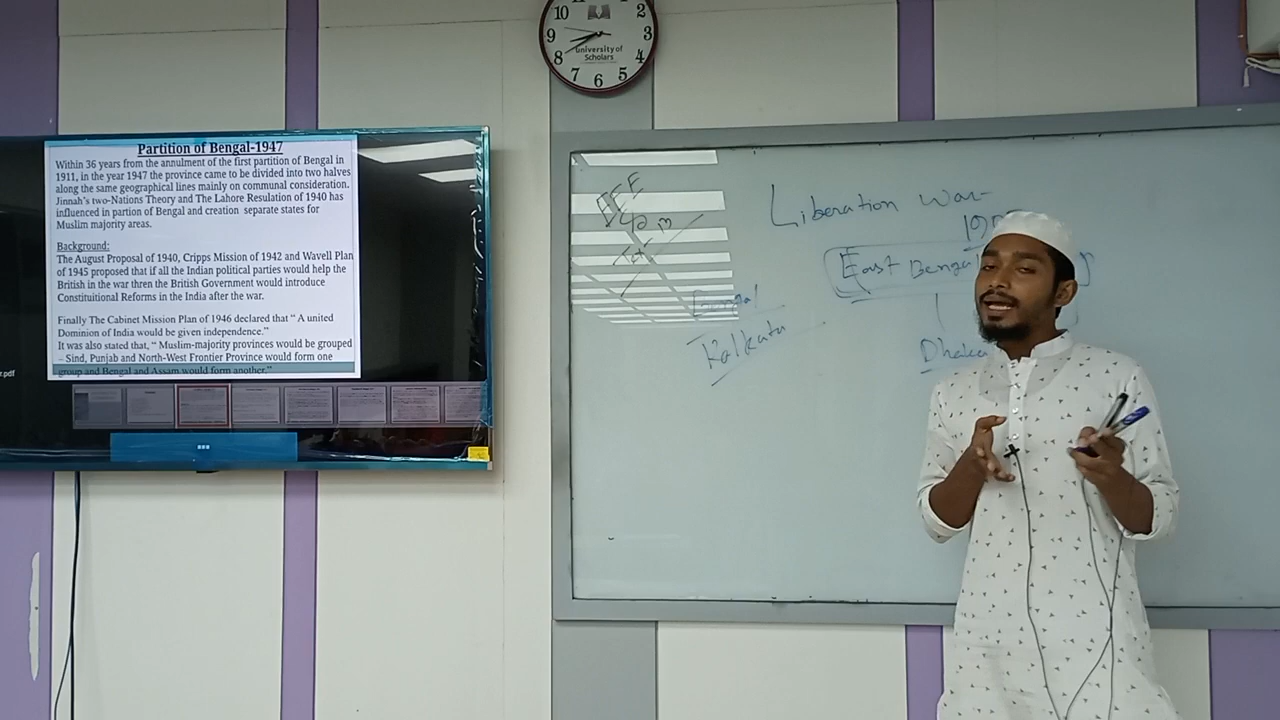 10 2
9 3
8 4
7 6 5
University of
Scholars
Partition of Bengal-1947
Within 36 years from the annulment of the first partition of Bengal in
1911, in the year 1947 the province came to be divided into two halves
along the same geographical lines mainly on communal consideration.
Jinnah's two-Nations Theory and The Lahore Resulation of 1940 has
influenced in partion of Bengal and creation separate states for
Muslim majority areas.
Background:
The August Proposal of 1940, Cripps Mission of 1942 and Wavell Plan
of 1945 proposed that if all the Indian political parties would help the
British in the war thren the British Government would introduce
Constituitional Reforms in the India after the war.
Finally The Cabinet Mission Plan of 1946 declared that “ A united
Dominion of India would be given independence.”
It was also stated that, “ Muslim-majority provinces would be grouped
– Sind, Punjab and North-West Frontier Province would form one
group and Bengal and Assam would form another.”
r.pdf
EEE
Liberation War-
East Bengal
Kalkata
Dhaka